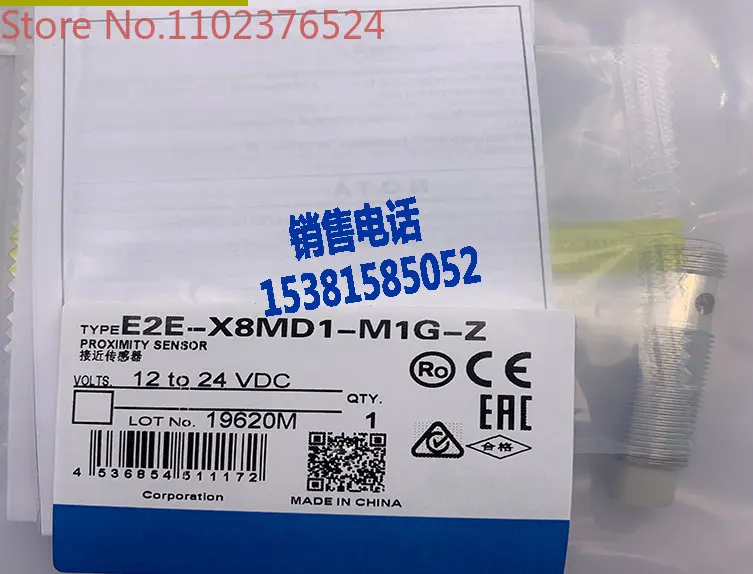 Store No.1102376524
NOTA
销售电话
15381585052
TYPE E2E-X8MD1-M1G-Z
PROXIMITY SENSOR
接近传感器
VOLTS. 12 to 24 VDC
QTY.
LOT No. 19620M 1
Ro CE
EAC
合格
4 536854 511172
Corporation
MADE IN CHINA